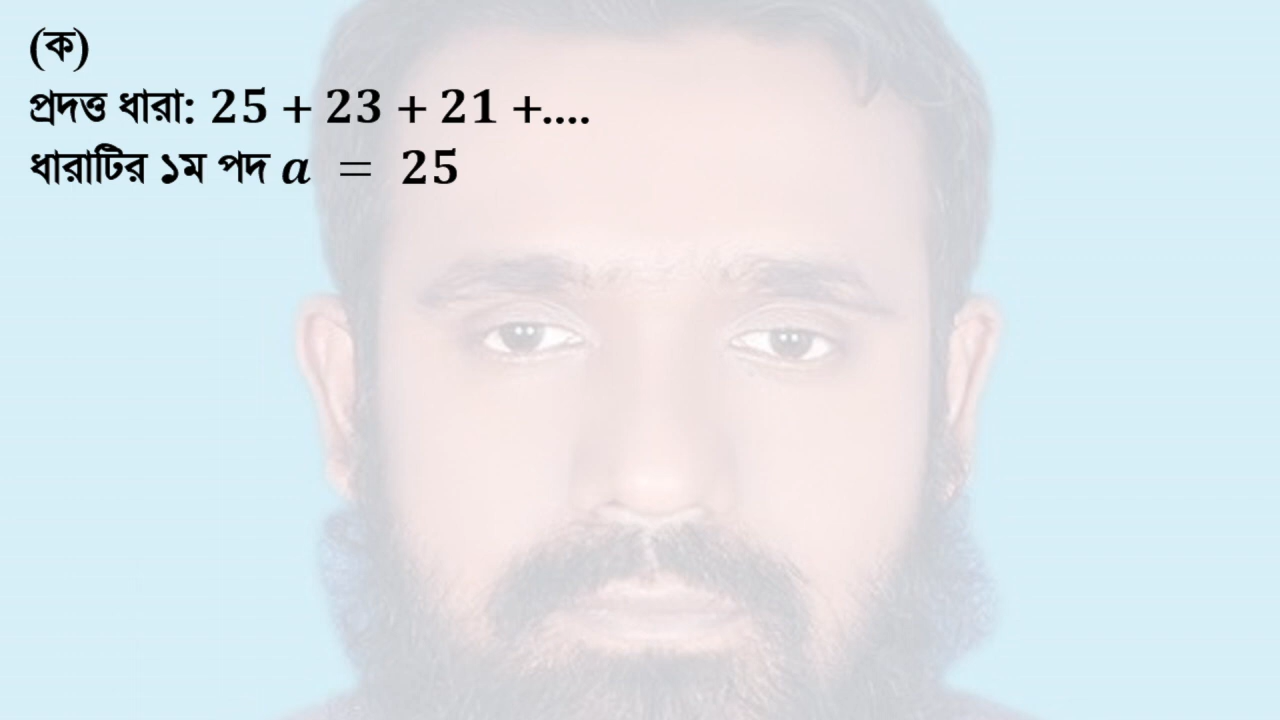 (ক)
প্রদত্ত ধারা: 25 + 23 + 21 +....
ধারাটির ১ম পদ a = 25